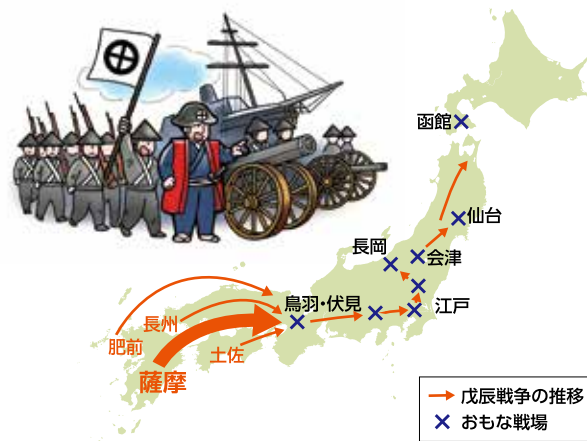 函館
仙台
長岡
会津
鳥羽・伏見
江戸
長州
肥前
土佐
薩摩
戊辰戦争の推移
おもな戦場